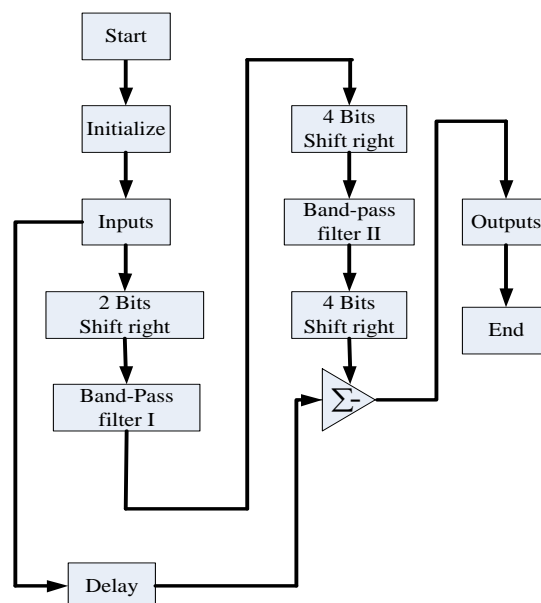 Start
Initialize
Inputs
2 Bits
Shift right
Band-Pass
filter I
Delay
4 Bits
Shift right
Band-pass
filter II
4 Bits
Shift right
Σ-
Outputs
End